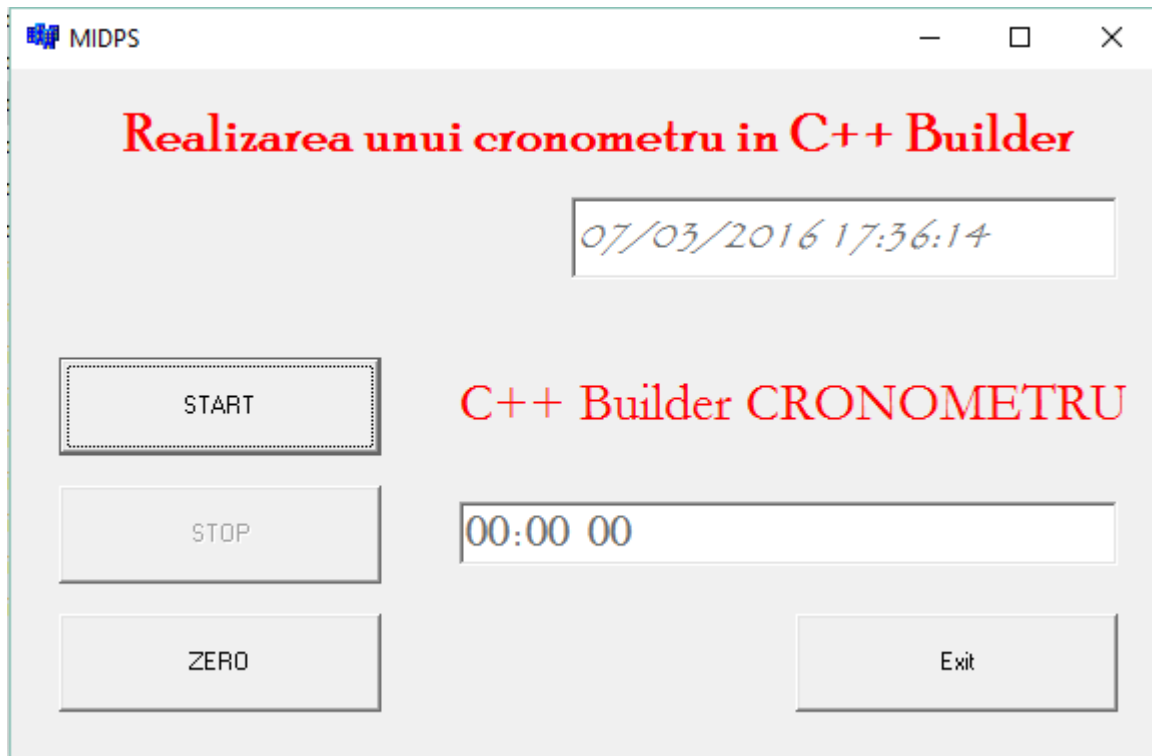 MIDPS
Realizarea unui cronometru in C++ Builder
07/03/2016 17:36:14
START
C++ Builder CRONOMETRU
STOP
00:00 00
ZERO
Exit